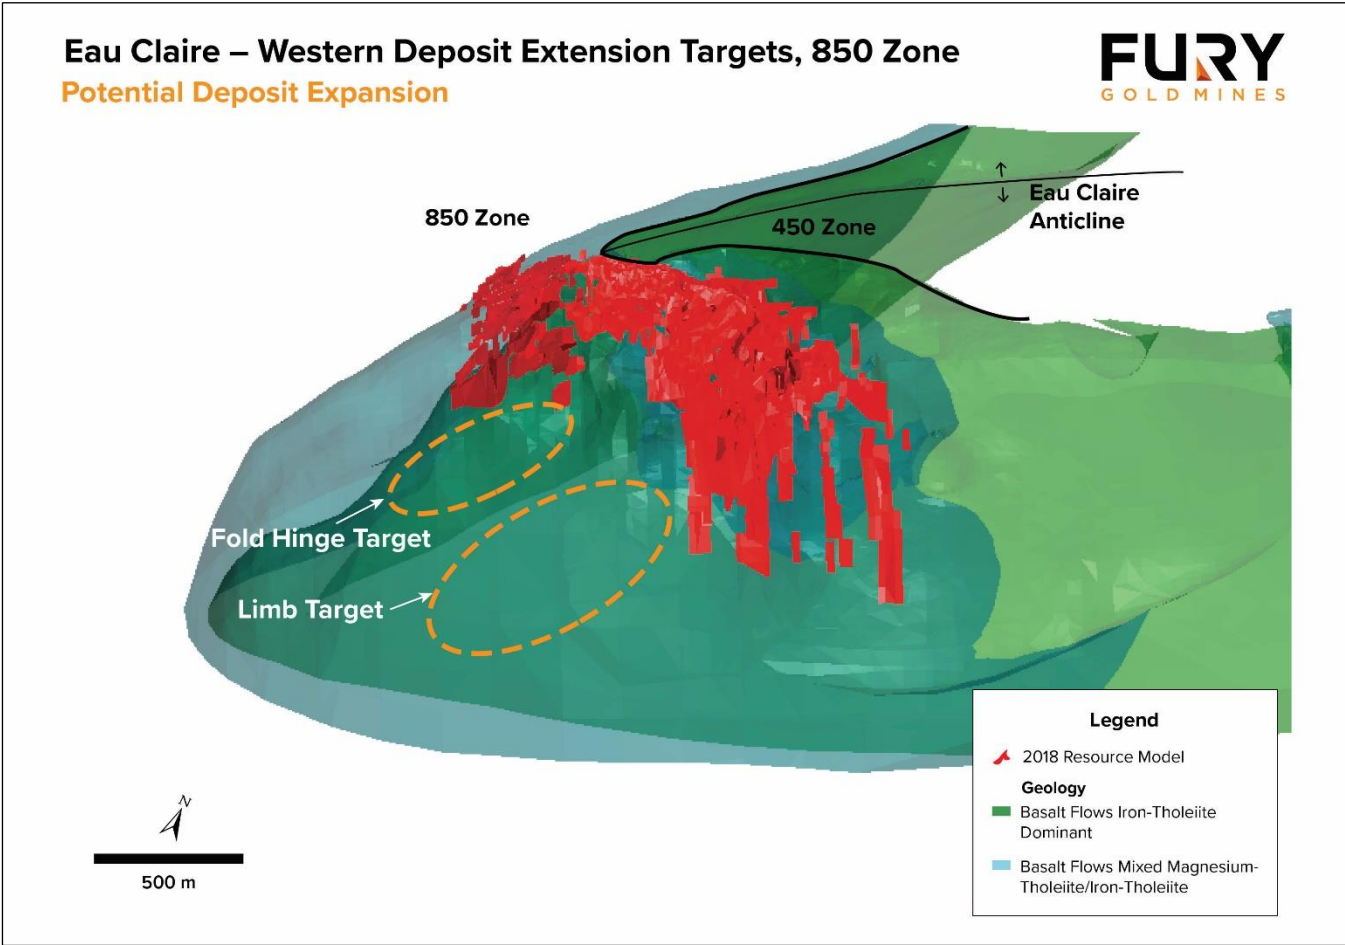 Eau Claire – Western Deposit Extension Targets, 850 Zone
Potential Deposit Expansion
FURY
GOLD MINES
850 Zone
450 Zone
Eau Claire
Anticline
Fold Hinge Target
Limb Target
N
500 m
Legend
2018 Resource Model
Geology
Basalt Flows Iron-Tholeiite
Dominant
Basalt Flows Mixed Magnesium-
Tholeiite/Iron-Tholeiite